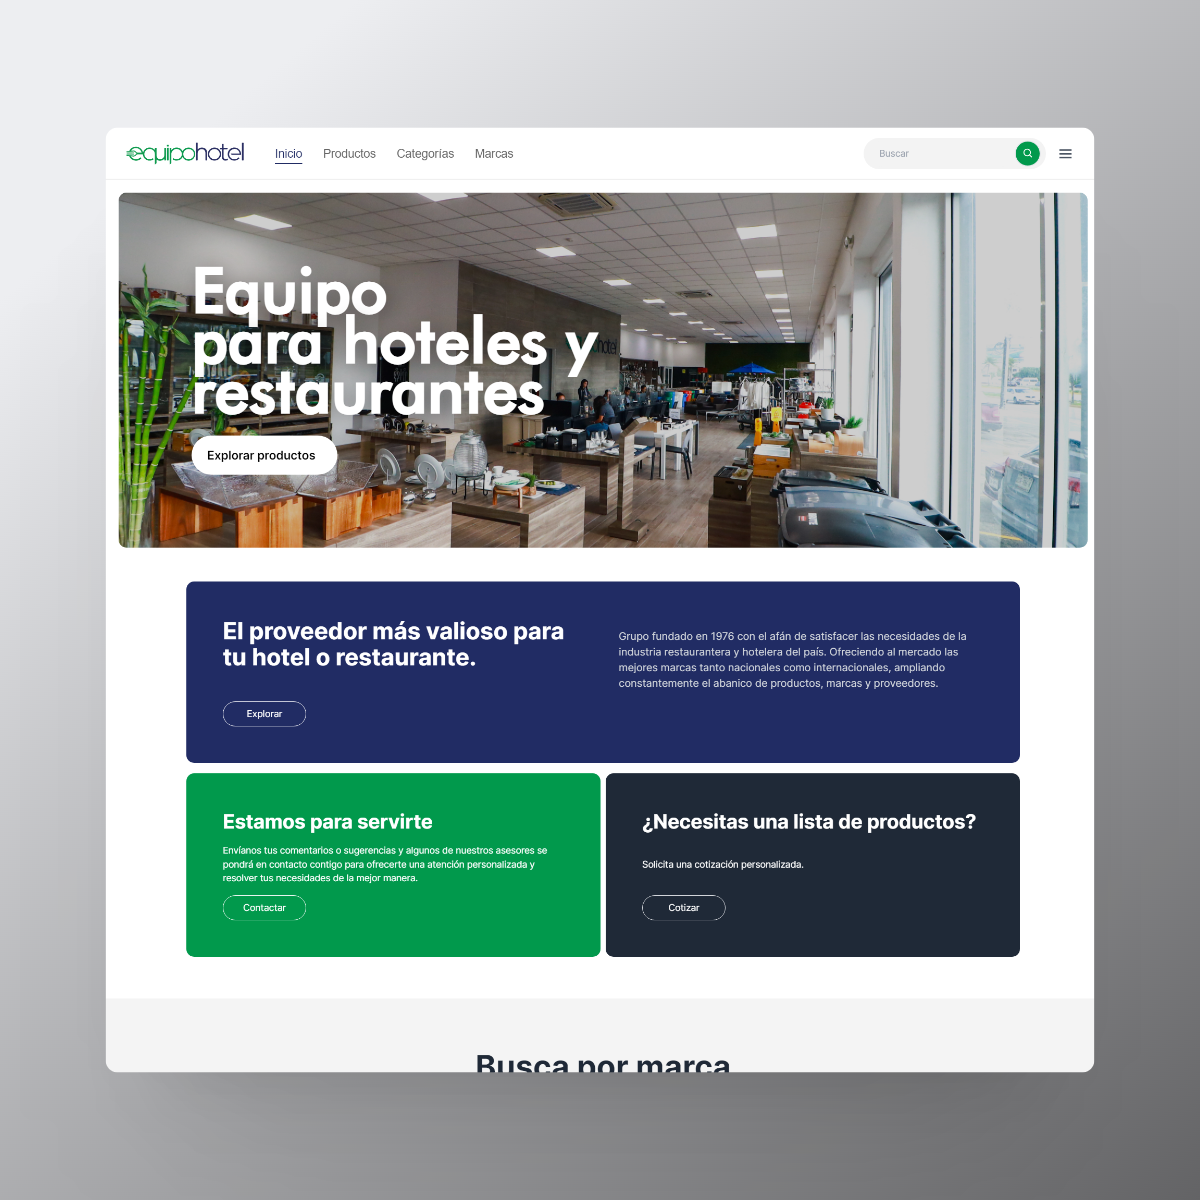 equipohotel
Inicio
Productos
Categorías
Marcas
Buscar
Equipo
para hoteles y
restaurantes
Explorar productos
El proveedor más valioso para
tu hotel o restaurante.
Explorar
Grupo fundado en 1976 con el afán de satisfacer las necesidades de la
industria restaurantera y hotelera del país. Ofreciendo al mercado las
mejores marcas tanto nacionales como internacionales, ampliando
constantemente el abanico de productos, marcas y proveedores.
Estamos para servirte
Envíanos tus comentarios o sugerencias y algunos de nuestros asesores se
pondrá en contacto contigo para ofrecerte una atención personalizada y
resolver tus necesidades de la mejor manera.
Contactar
¿Necesitas una lista de productos?
Solicita una cotización personalizada.
Cotizar
Busca por marca